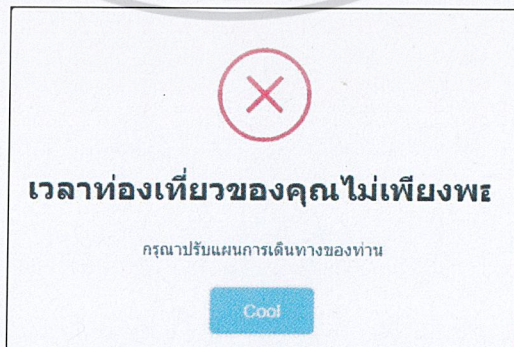 เวลาท่องเที่ยวของคุณไม่เพียงพอ
กรุณาปรับแผนการเดินทางของท่าน
Cool